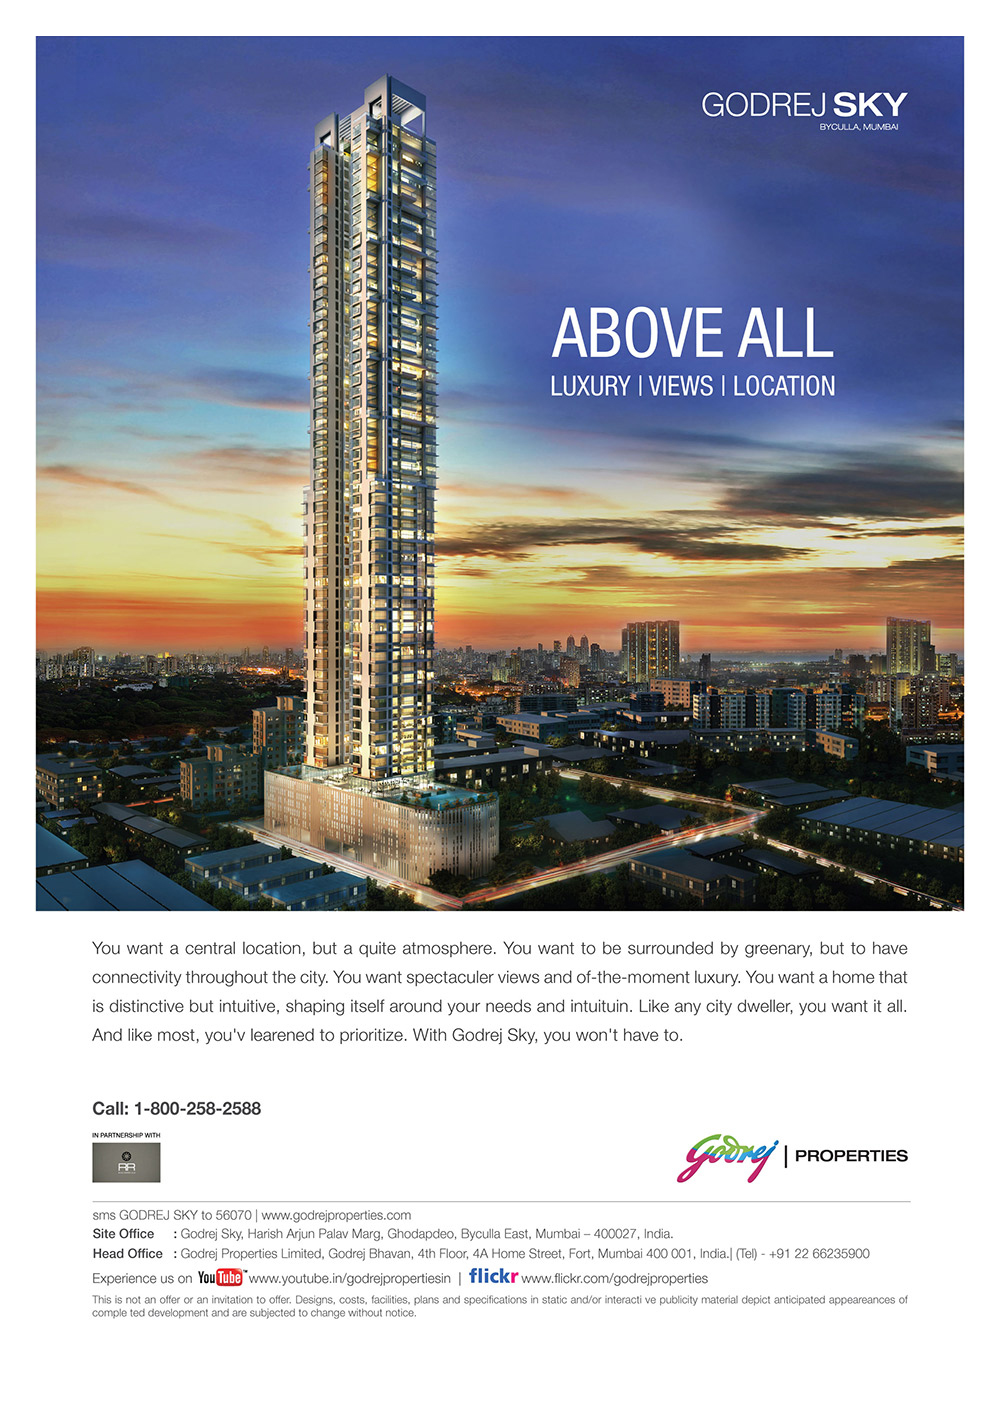 GODREJ SKY
BYCULLA, MUMBAI
ABOVE ALL
LUXURY | VIEWS | LOCATION
You want a central location, but a quite atmosphere. You want to be surrounded by greenary, but to have
connectivity throughout the city. You want spectaculer views and of-the-moment luxury. You want a home that
is distinctive but intuitive, shaping itself around your needs and intuituin. Like any city dweller, you want it all.
And like most, you'v learened to prioritize. With Godrej Sky, you won't have to.
Call: 1-800-258-2588
IN PARTNERSHIP WITH
RR
Godrej | PROPERTIES
sms GODREJ SKY to 56070 | www.godrejproperties.com
Site Office : Godrej Sky, Harish Arjun Palav Marg, Ghodapdeo, Byculla East, Mumbai – 400027, India.
Head Office : Godrej Properties Limited, Godrej Bhavan, 4th Floor, 4A Home Street, Fort, Mumbai 400 001, India.| (Tel) - +91 22 66235900
Experience us on YouTube™ www.youtube.in/godrejpropertiesin | flickr www.flickr.com/godrejproperties
This is not an offer or an invitation to offer. Designs, costs, facilities, plans and specifications in static and/or interacti ve publicity material depict anticipated appeareances of
comple ted development and are subjected to change without notice.